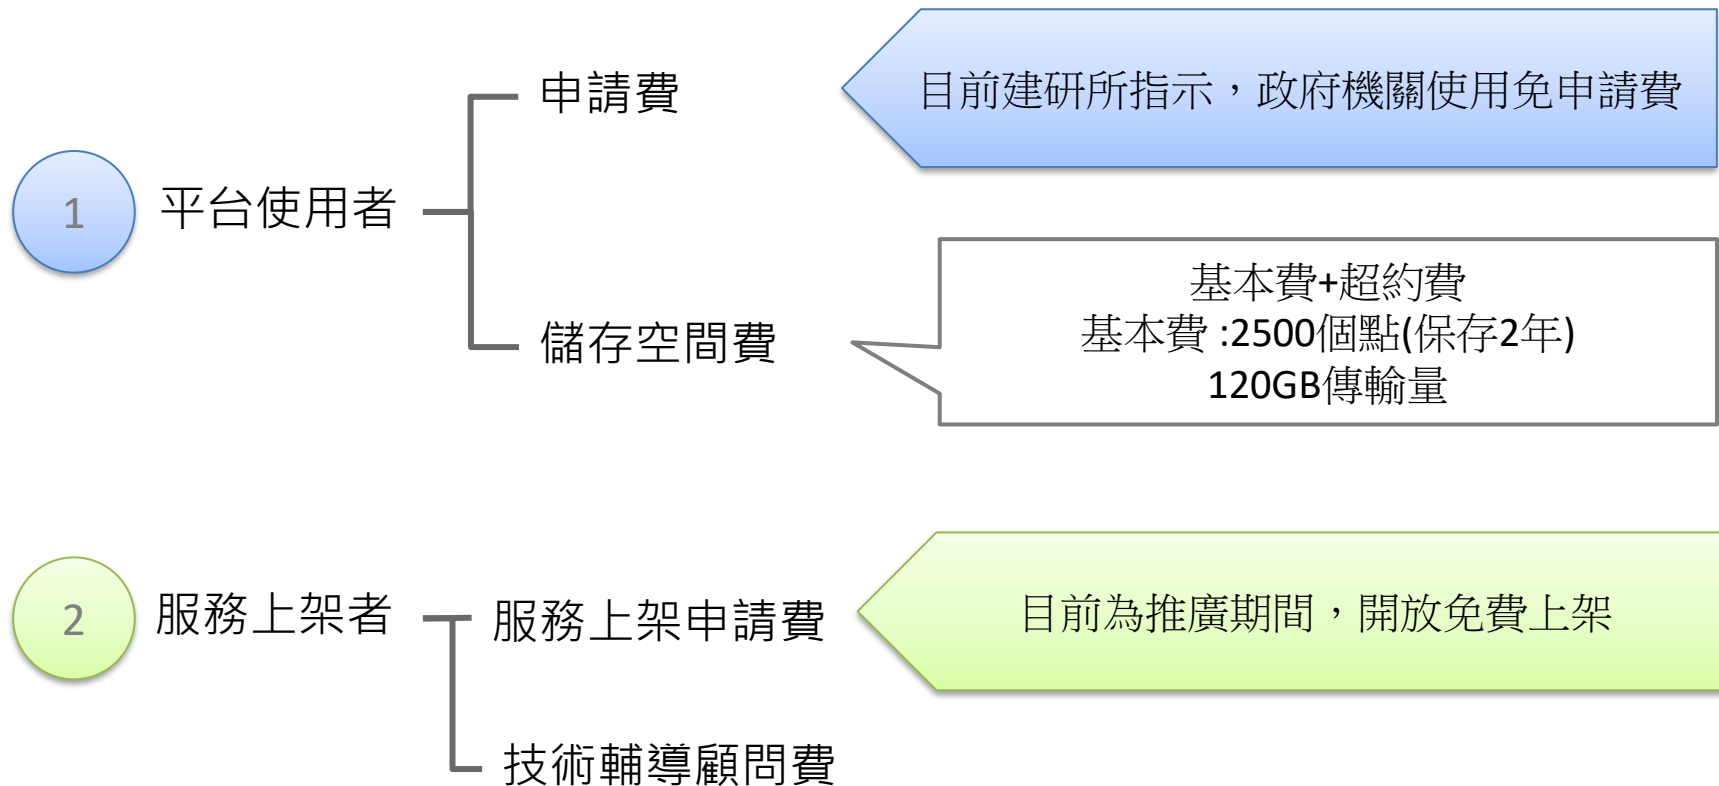 1
平台使用者
申請費
目前建研所指示，政府機關使用免申請費
儲存空間費
基本費+超約費
基本費 :2500個點(保存2年)
120GB傳輸量
2
服務上架者
服務上架申請費
目前為推廣期間，開放免費上架
技術輔導顧問費